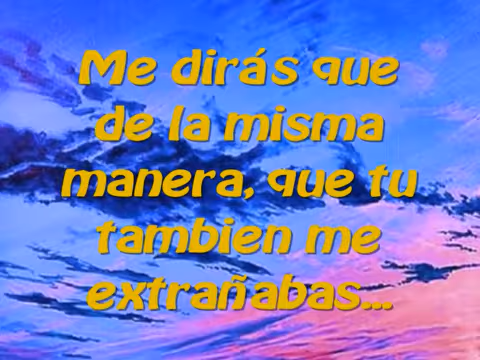 Me dirás que
de la misma
manera, que tu
tambien me
extrañabas...